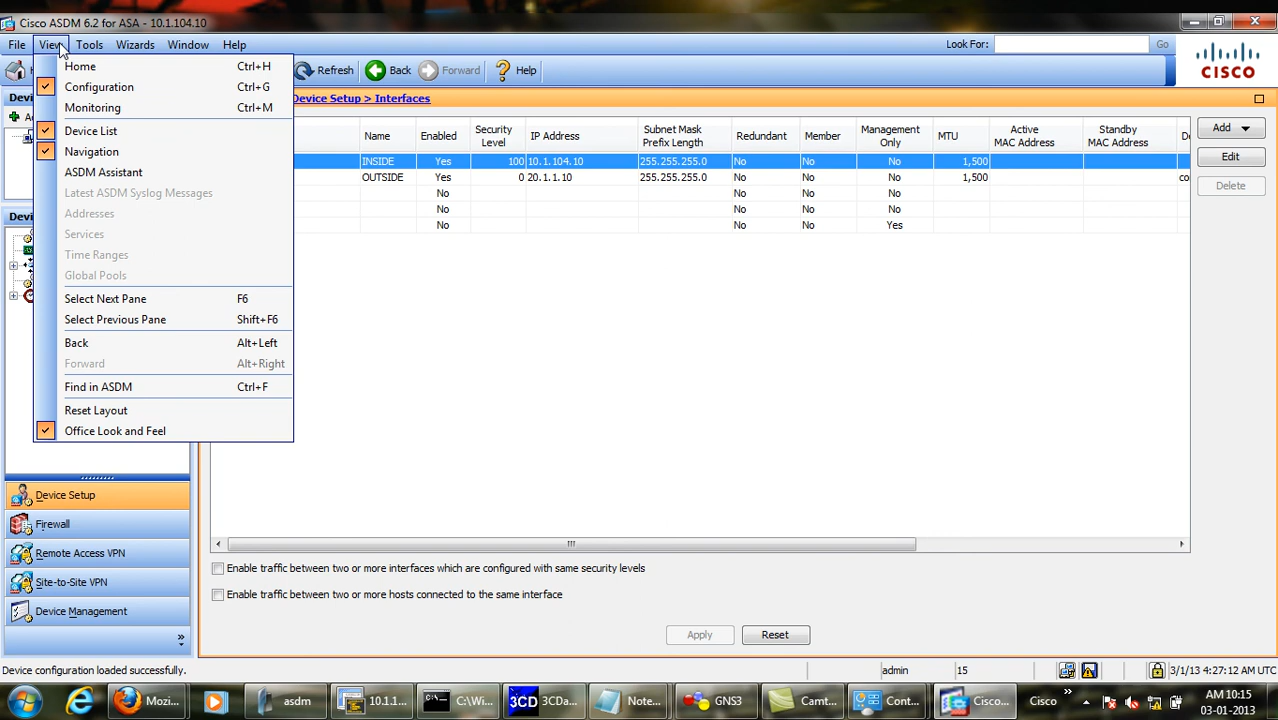 Cisco ASDM 6.2 for ASA - 10.1.104.10
File View Tools Wizards Window Help Look For: Go
Home Ctrl+H
Configuration Ctrl+G
Monitoring Ctrl+M
Device List
Navigation
ASDM Assistant
Latest ASDM Syslog Messages
Addresses
Services
Time Ranges
Global Pools
Select Next Pane F6
Select Previous Pane Shift+F6
Back Alt+Left
Forward Alt+Right
Find in ASDM Ctrl+F
Reset Layout
Office Look and Feel
Refresh Back Forward Help
CISCO
Device Setup > Interfaces
Name Enabled Security Level IP Address Subnet Mask Prefix Length Redundant Member Management Only MTU Active MAC Address Standby MAC Address
INSIDE Yes 100 10.1.104.10 255.255.255.0 No No No 1,500
OUTSIDE Yes 0 20.1.1.10 255.255.255.0 No No No 1,500 co
No No No No
No No No No
No No No Yes
Add
Edit
Delete
Device Setup
Firewall
Remote Access VPN
Site-to-Site VPN
Device Management
Enable traffic between two or more interfaces which are configured with same security levels
Enable traffic between two or more hosts connected to the same interface
Apply Reset
Device configuration loaded successfully. admin 15 3/1/13 4:27:12 AM UTC
Mozi... asdm 10.1.1... C:\Wi... 3CD 3CDa... Note... GNS3 Camt... Cont... Cisco... Cisco
AM 10:15
03-01-2013